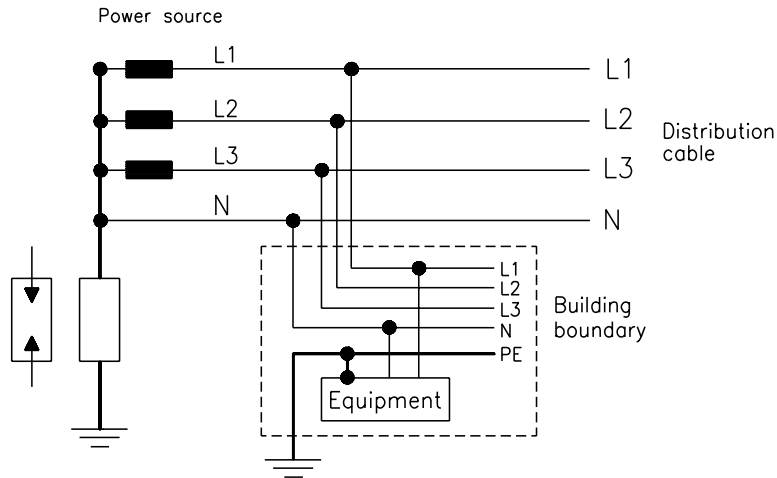 Power source
L1
L1
L2
L2
Distribution
cable
L3
L3
N
N
L1
L2
L3
N
PE
Building
boundary
Equipment